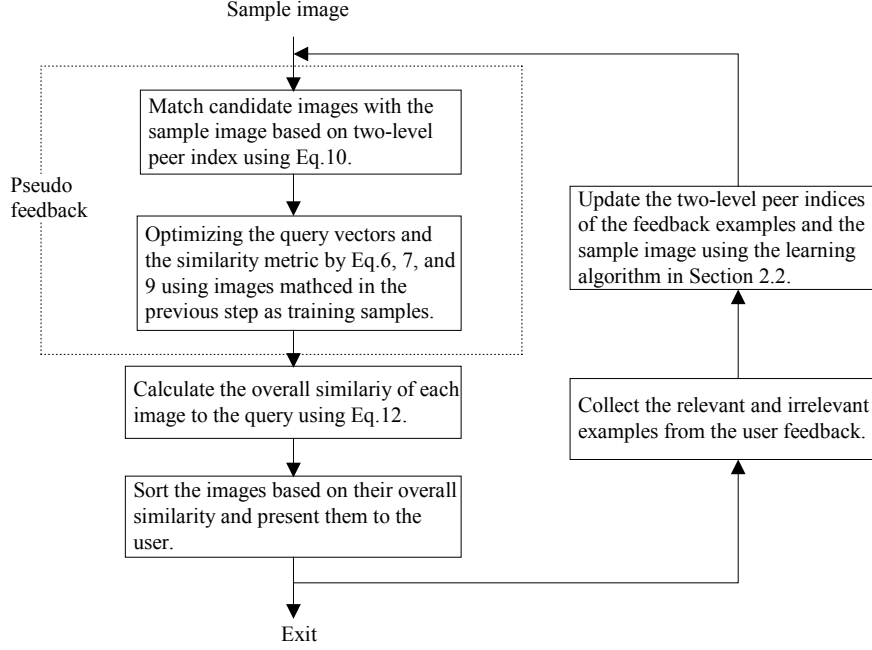 Sample image
Match candidate images with the
sample image based on two-level
peer index using Eq.10.
Pseudo
feedback
Optimizing the query vectors and
the similarity metric by Eq.6, 7, and
9 using images mathced in the
previous step as training samples.
Calculate the overall similariy of each
image to the query using Eq.12.
Sort the images based on their overall
similarity and present them to the
user.
Exit
Update the two-level peer indices
of the feedback examples and the
sample image using the learning
algorithm in Section 2.2.
Collect the relevant and irrelevant
examples from the user feedback.